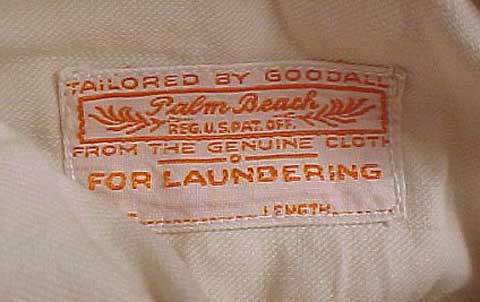 TAILORED BY GOODALL
Palm Beach
REG. U.S. PAT. OFF.
FROM THE GENUINE CLOTH
FOR LAUNDERING
LENGTH